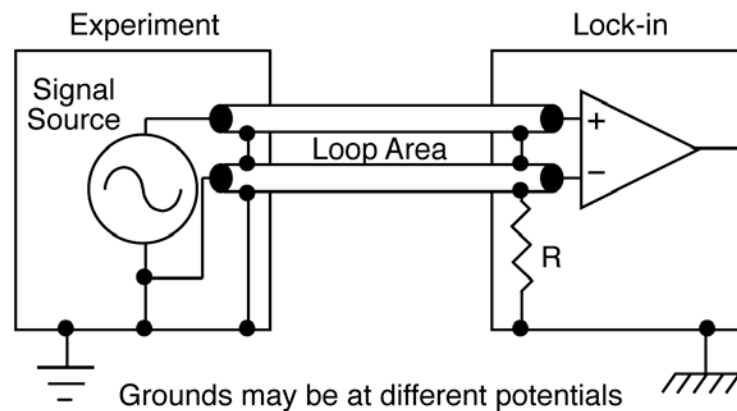 Experiment
Lock-in
Signal
Source
Loop Area
+
−
R
Grounds may be at different potentials